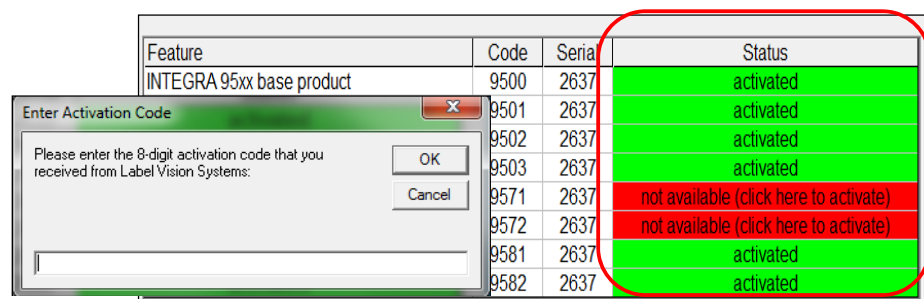 Feature Code Serial Status
INTEGRA 95xx base product 9500 2637 activated
Enter Activation Code
Please enter the 8-digit activation code that you
received from Label Vision Systems:
OK
Cancel
9501 2637 activated
9502 2637 activated
9503 2637 activated
9571 2637 not available (click here to activate)
9572 2637 not available (click here to activate)
9581 2637 activated
9582 2637 activated